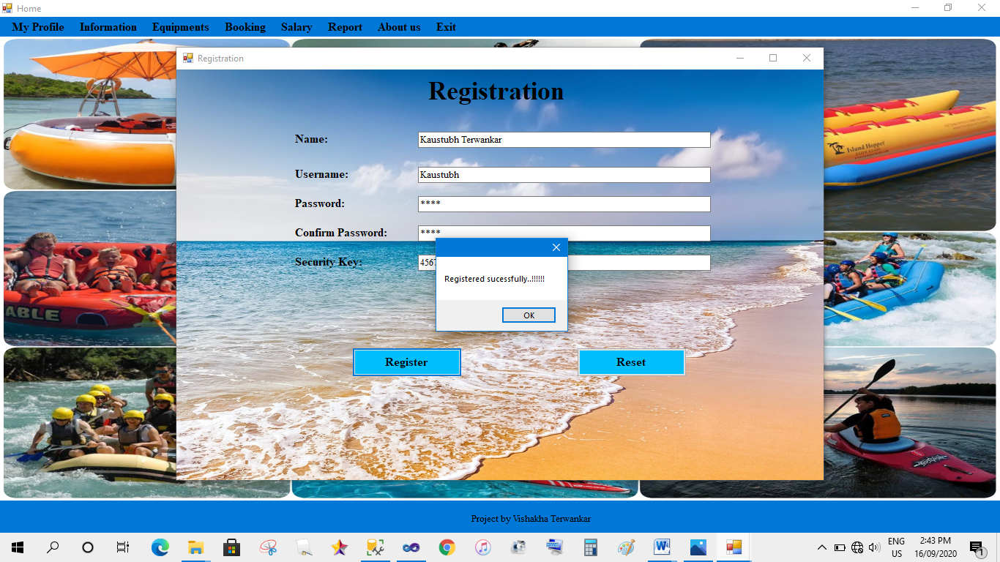 Home
My Profile Information Equipments Booking Salary Report About us Exit
Registration
Registration
Name: Kaustubh Terwankar
Username: Kaustubh
Password: ****
Confirm Password: ****
Security Key: 4567
Registered sucessfully..!!!!!!
OK
Register Reset
Island Hopper
ABLE
Project by Vishakha Terwankar
ENG 2:43 PM
US 16/09/2020
1